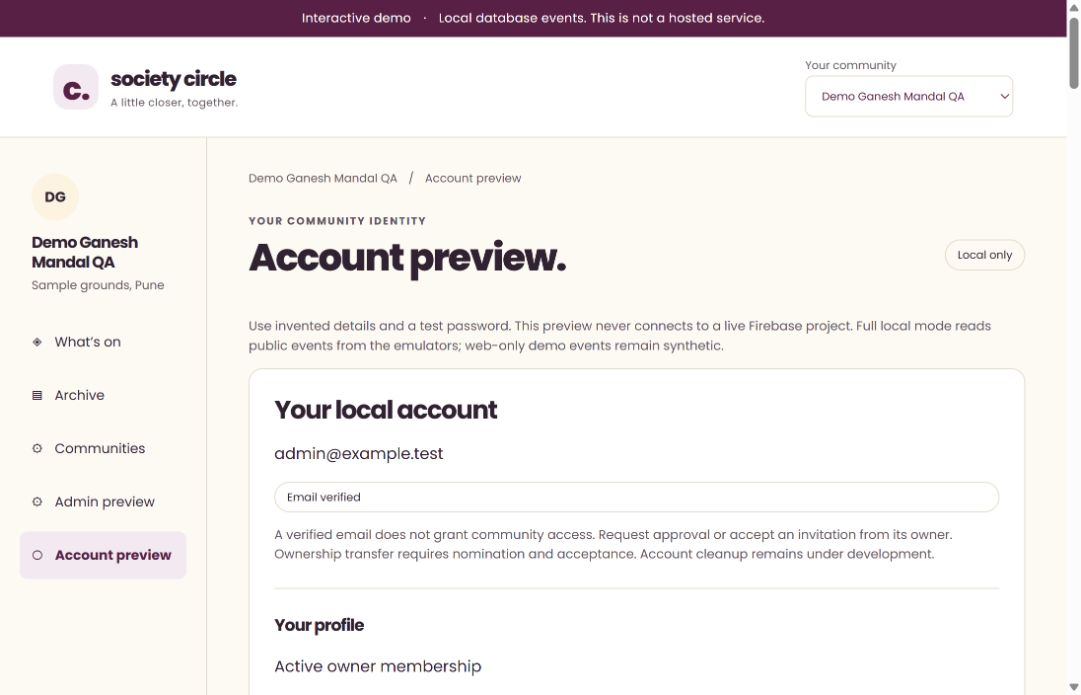 Interactive demo · Local database events. This is not a hosted service.
c.
society circle
A little closer, together.
Your community
Demo Ganesh Mandal QA
DG
Demo Ganesh
Mandal QA
Sample grounds, Pune
What's on
Archive
Communities
Admin preview
Account preview
Demo Ganesh Mandal QA / Account preview
YOUR COMMUNITY IDENTITY
Account preview.
Local only
Use invented details and a test password. This preview never connects to a live Firebase project. Full local mode reads
public events from the emulators; web-only demo events remain synthetic.
Your local account
admin@example.test
Email verified
A verified email does not grant community access. Request approval or accept an invitation from its owner.
Ownership transfer requires nomination and acceptance. Account cleanup remains under development.
Your profile
Active owner membership